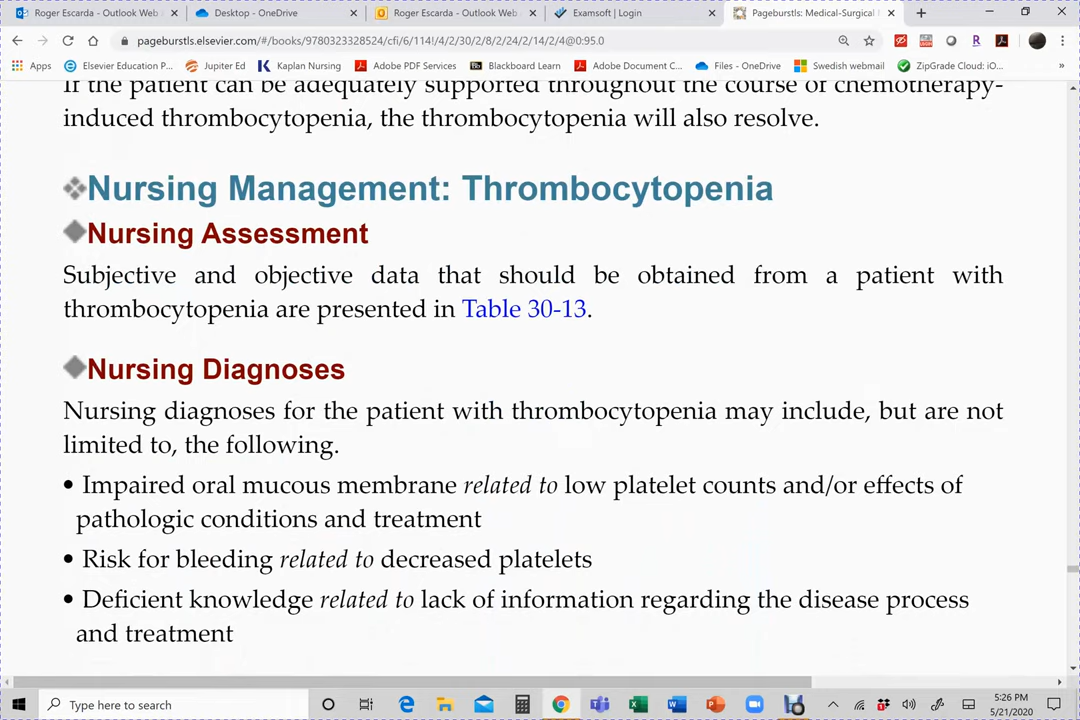 Roger Escarda - Outlook Web
Desktop - OneDrive
Roger Escarda - Outlook Web
Examsoft | Login
Pageburstls: Medical-Surgical
pageburstls.elsevier.com/#/books/9780323328524/cfi/6/114!/4/2/30/2/8/2/24/2/14/2/4@0:95.0
Apps Elsevier Education P... Jupiter Ed Kaplan Nursing Adobe PDF Services Blackboard Learn Adobe Document C... Files - OneDrive Swedish webmail ZipGrade Cloud: iO... »
If the patient can be adequately supported throughout the course of chemotherapy-
induced thrombocytopenia, the thrombocytopenia will also resolve.
Nursing Management: Thrombocytopenia
Nursing Assessment
Subjective and objective data that should be obtained from a patient with
thrombocytopenia are presented in Table 30-13.
Nursing Diagnoses
Nursing diagnoses for the patient with thrombocytopenia may include, but are not
limited to, the following.
• Impaired oral mucous membrane related to low platelet counts and/or effects of
pathologic conditions and treatment
• Risk for bleeding related to decreased platelets
• Deficient knowledge related to lack of information regarding the disease process
and treatment
Type here to search
5:26 PM
5/21/2020